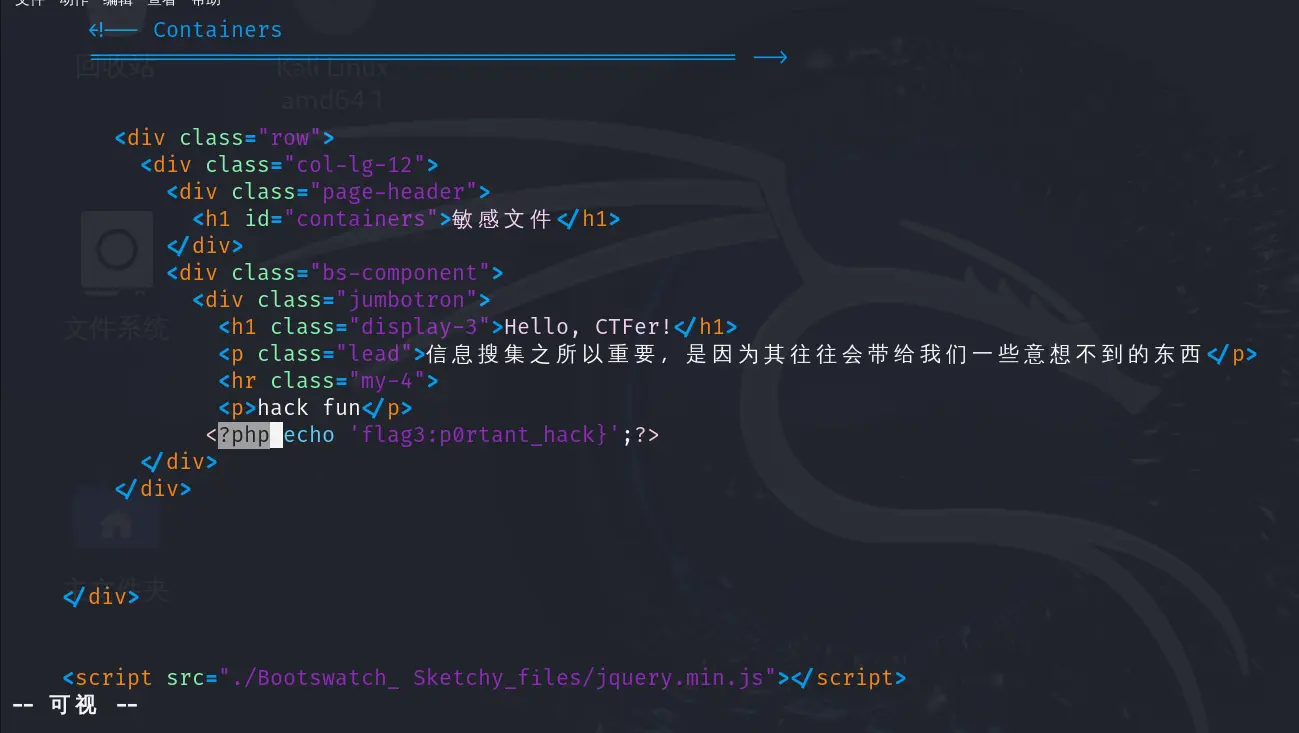 文件 动作 编辑 查看 帮助
<!-- Containers
================================================== -->
回收站
Kali Linux
amd64 1
<div class="row">
<div class="col-lg-12">
<div class="page-header">
<h1 id="containers">敏感文件</h1>
</div>
<div class="bs-component">
<div class="jumbotron">
文件系统
<h1 class="display-3">Hello, CTFer!</h1>
<p class="lead">信息搜集之所以重要，是因为其往往会带给我们一些意想不到的东西</p>
<hr class="my-4">
<p>hack fun</p>
<?php echo 'flag3:p0rtant_hack}';?>
</div>
</div>
主文件夹
</div>
<script src="./Bootswatch_ Sketchy_files/jquery.min.js"></script>
-- 可视 --